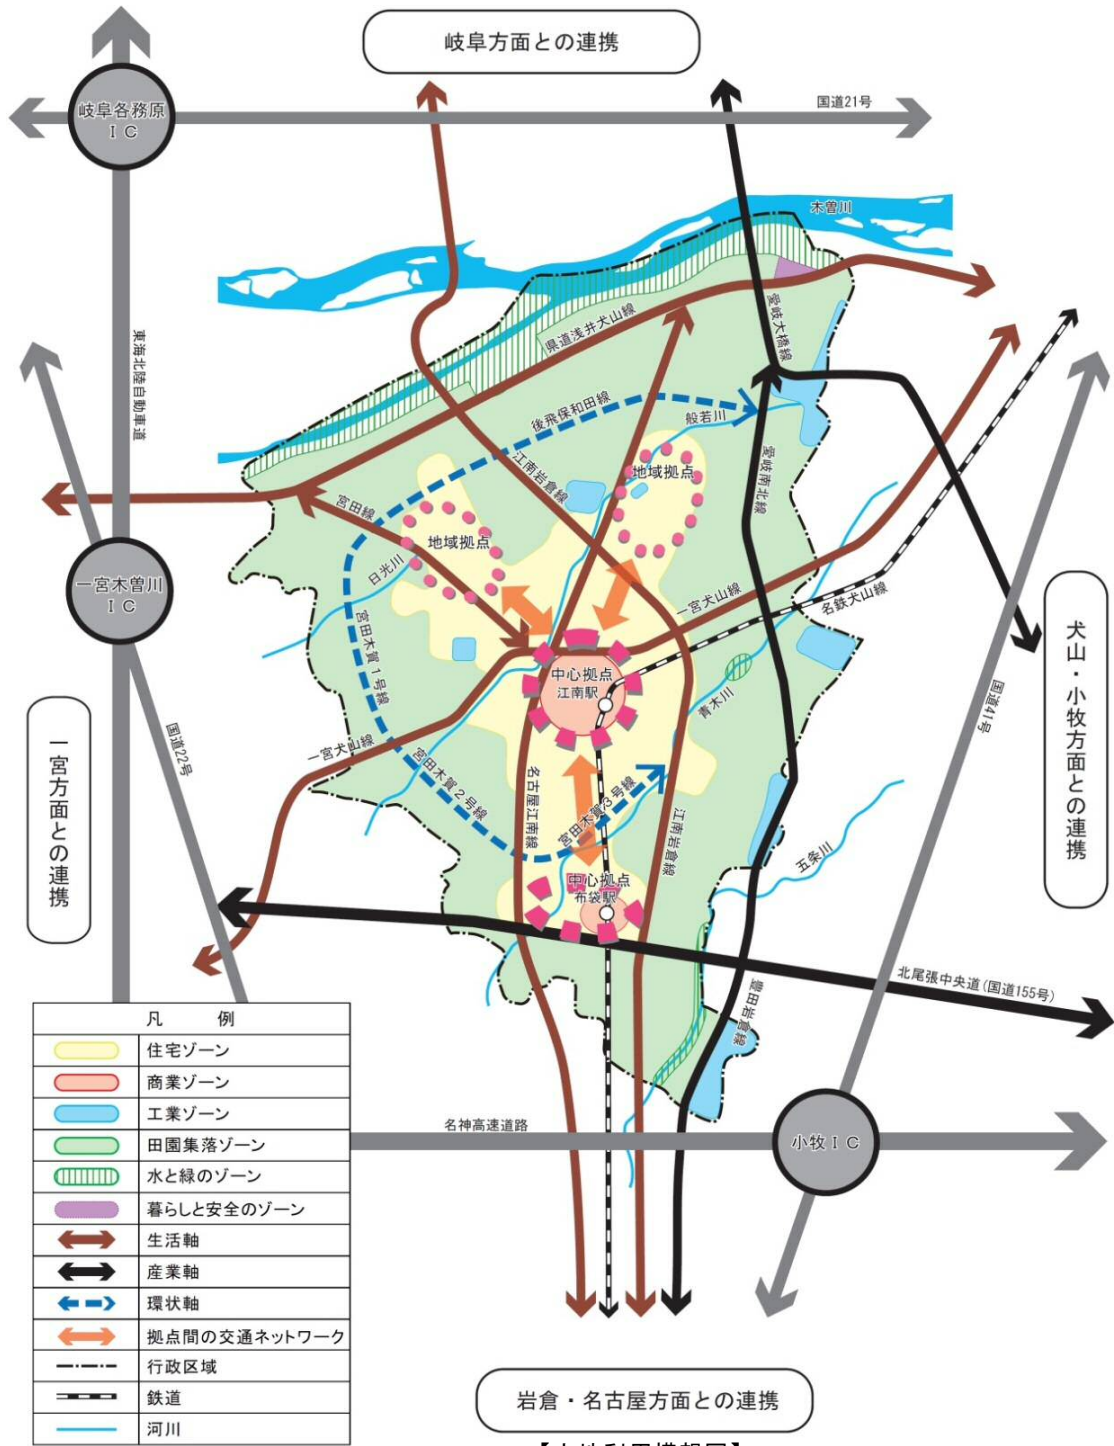 岐阜方面との連携
岐阜各務原
ＩＣ
国道21号
木曽川
東海北陸自動車道
県道浅井犬山線
愛岐大橋線
後飛保和田線
般若川
江南岩倉線
地域拠点
愛岐南北線
宮田線
地域拠点
日光川
一宮木曽川
ＩＣ
一宮犬山線
名鉄犬山線
宮田木賀1号線
中心拠点
江南駅
青木川
国道41号
犬山・小牧方面との連携
一宮方面との連携
国道22号
一宮犬山線
宮田木賀2号線
名古屋江南線
宮田木賀3号線
江南岩倉線
五条川
中心拠点
布袋駅
北尾張中央道(国道155号)
豊田岩倉線
名神高速道路
小牧ＩＣ
凡　例
住宅ゾーン
商業ゾーン
工業ゾーン
田園集落ゾーン
水と緑のゾーン
暮らしと安全のゾーン
生活軸
産業軸
環状軸
拠点間の交通ネットワーク
行政区域
鉄道
河川
岩倉・名古屋方面との連携